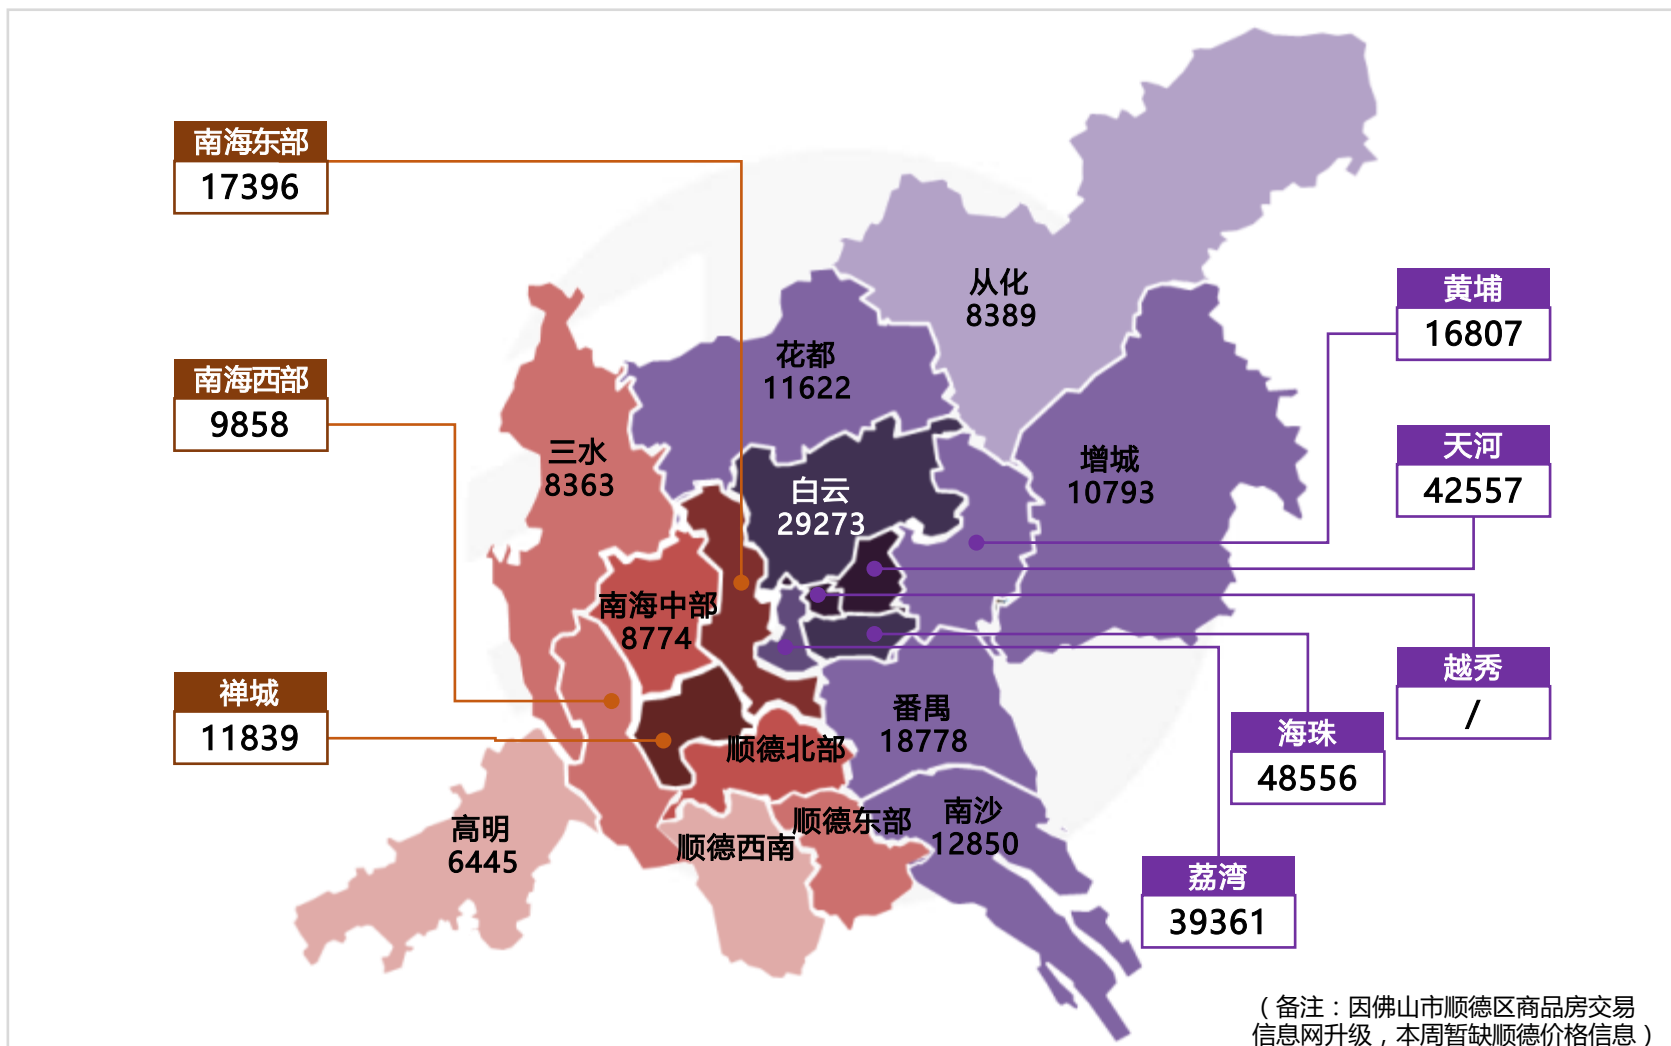 南海东部
17396
南海西部
9858
禅城
11839
从化
8389
花都
11622
三水
8363
白云
29273
增城
10793
南海中部
8774
番禺
18778
顺德北部
南沙
12850
顺德东部
顺德西南
高明
6445
黄埔
16807
天河
42557
越秀
/
海珠
48556
荔湾
39361
（备注：因佛山市顺德区商品房交易
信息网升级，本周暂缺顺德价格信息）